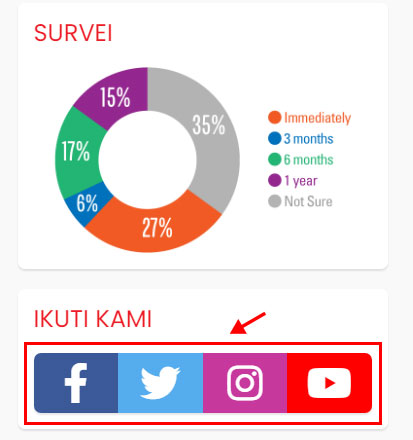 SURVEI
15%
35%
17%
6%
27%
Immediately
3 months
6 months
1 year
Not Sure
IKUTI KAMI